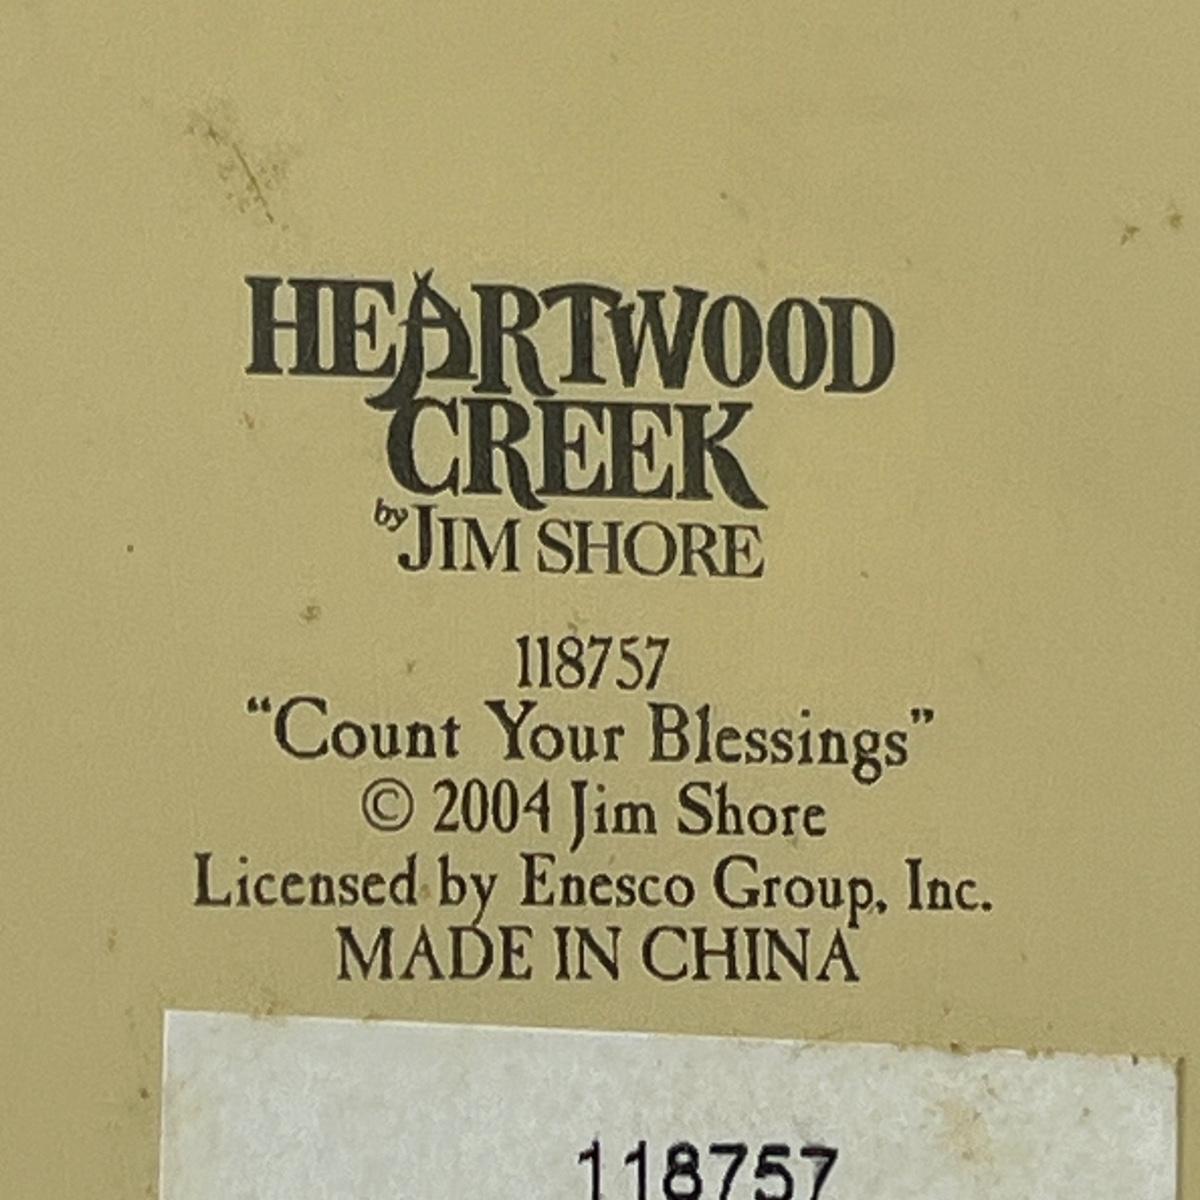 HEARTWOOD
CREEK
by JIM SHORE
118757
“Count Your Blessings”
© 2004 Jim Shore
Licensed by Enesco Group, Inc.
MADE IN CHINA
118757